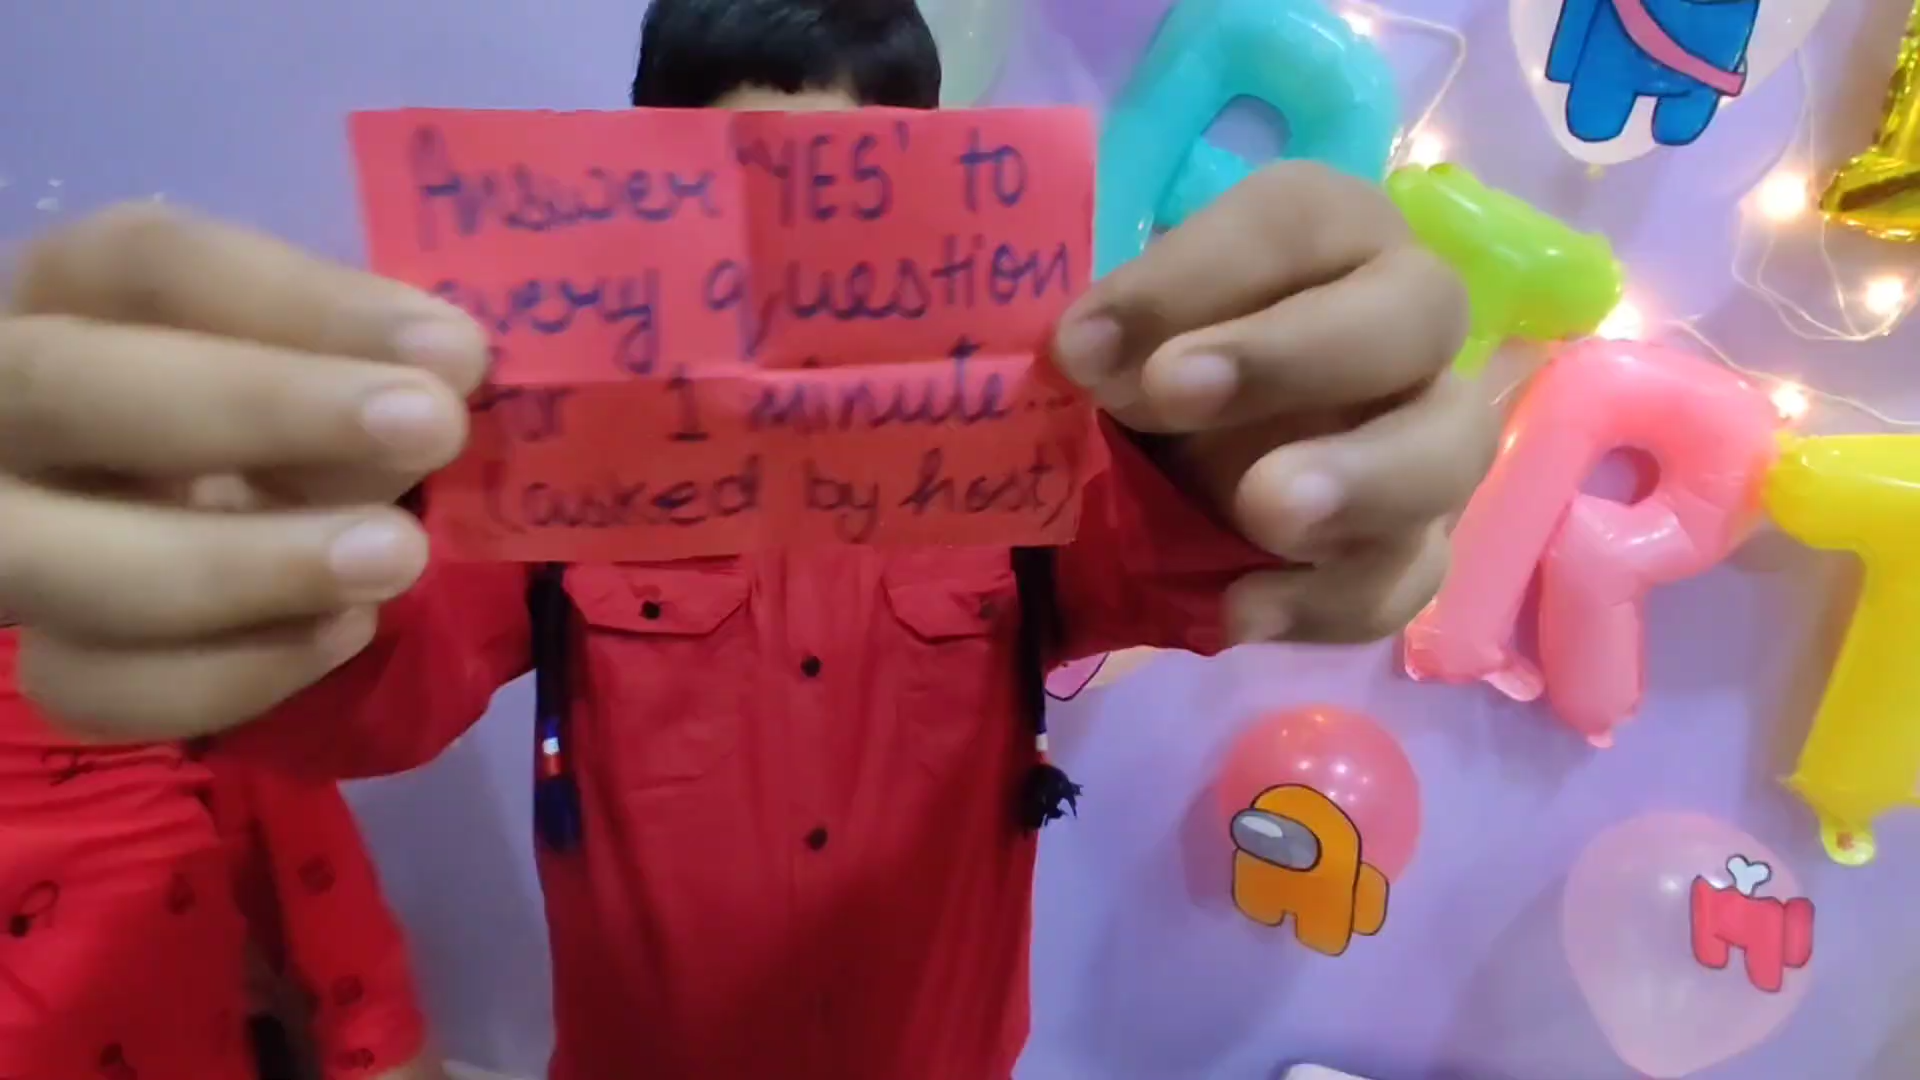 Answer 'YES' to
every question
for 1 minute...
(asked by host)
R
T